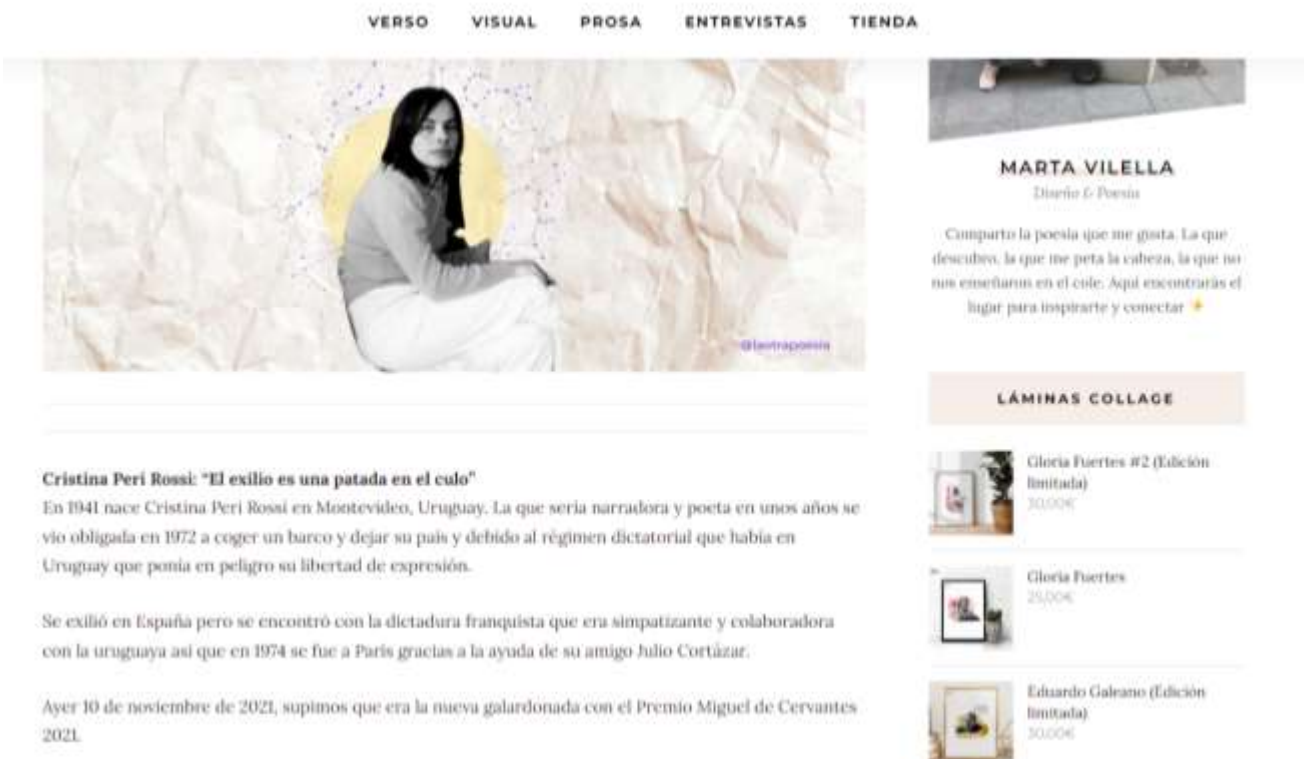 VERSO VISUAL PROSA ENTREVISTAS TIENDA
@laotrapoesia
Cristina Peri Rossi: “El exilio es una patada en el culo”
En 1941 nace Cristina Peri Rossi en Montevideo, Uruguay. La que sería narradora y poeta en unos años se
vio obligada en 1972 a coger un barco y dejar su país y debido al régimen dictatorial que había en
Uruguay que ponía en peligro su libertad de expresión.
Se exilió en España pero se encontró con la dictadura franquista que era simpatizante y colaboradora
con la uruguaya así que en 1974 se fue a París gracias a la ayuda de su amigo Julio Cortázar.
Ayer 10 de noviembre de 2021, supimos que era la nueva galardonada con el Premio Miguel de Cervantes
2021.
MARTA VILELLA
Diseño & Poesía
Comparto la poesía que me gusta. La que
descubro, la que me peta la cabeza, la que no
nos enseñaron en el cole. Aquí encontrarás el
lugar para inspirarte y conectar
LÁMINAS COLLAGE
Gloria Fuertes #2 (Edición
limitada)
30,00€
Gloria Fuertes
25,00€
Eduardo Galeano (Edición
limitada)
30,00€